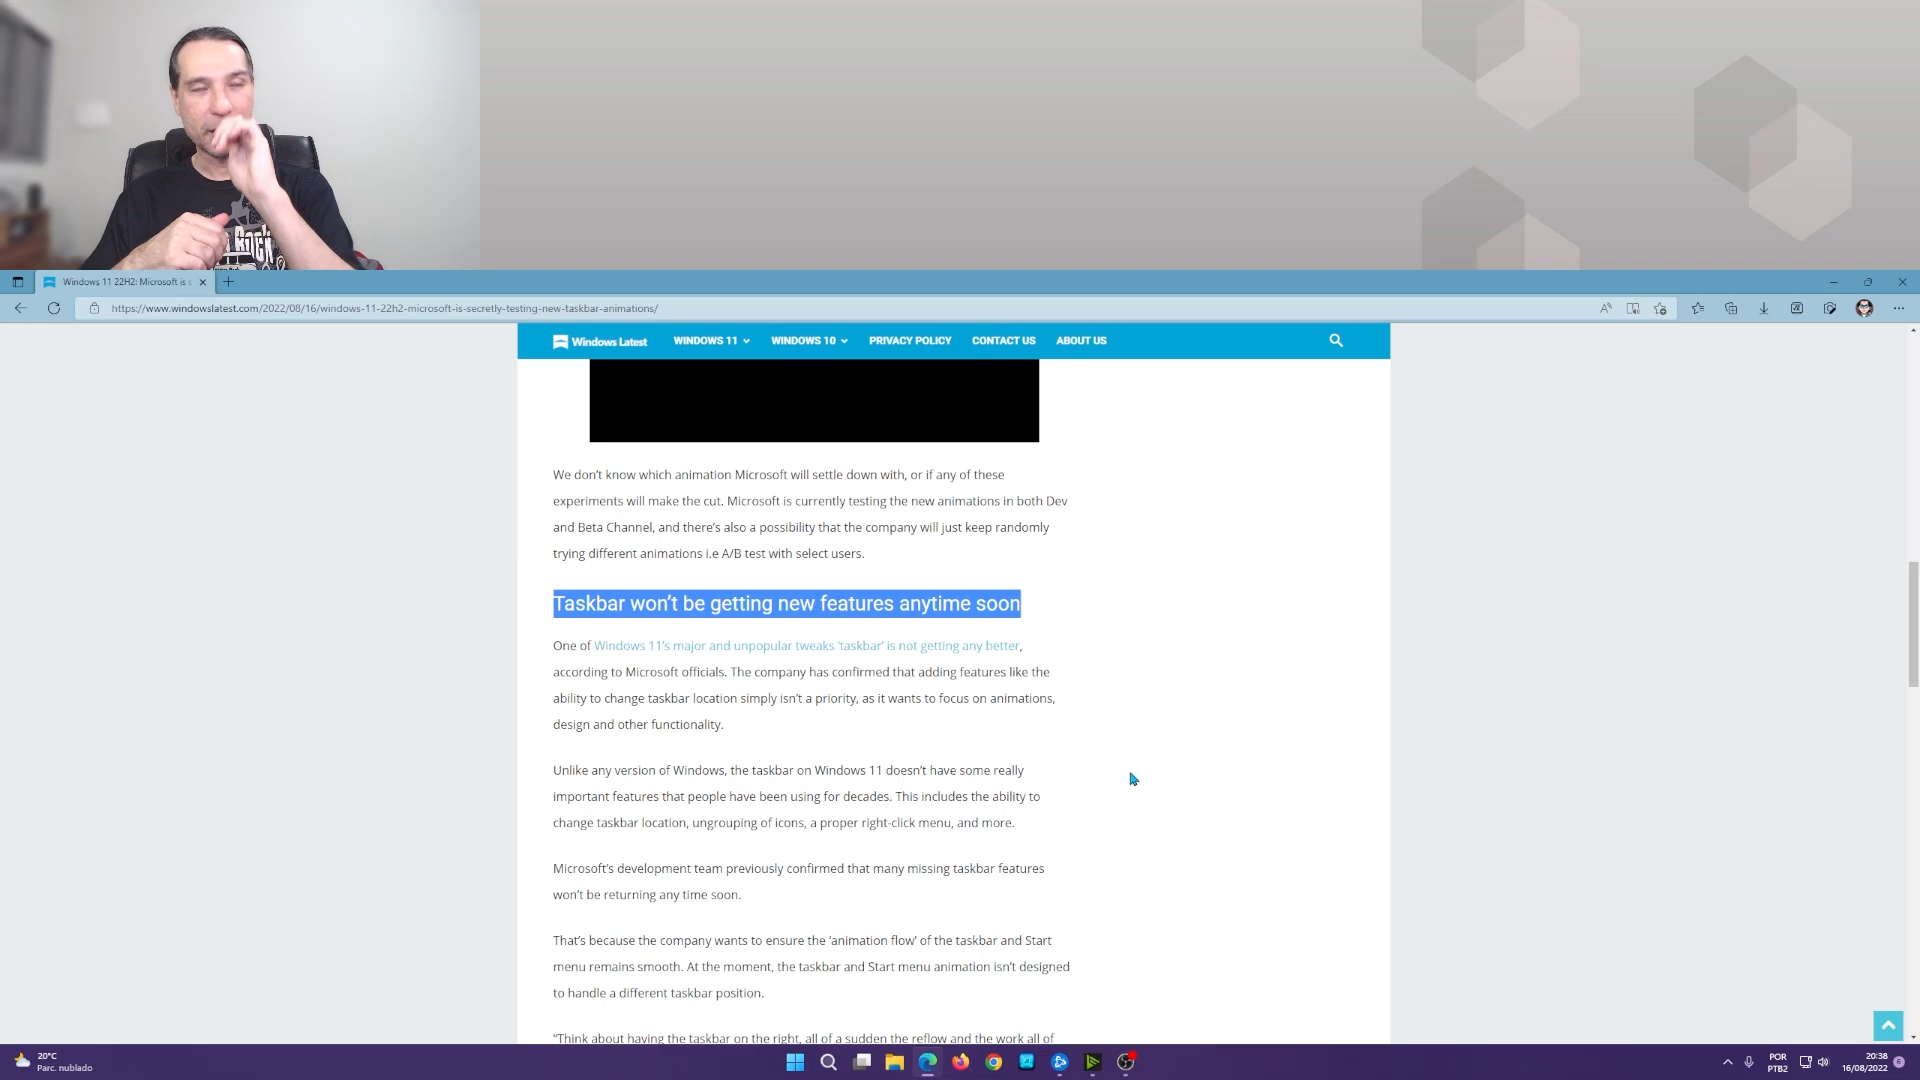 ROCK
Windows 11 22H2: Microsoft is s
https://www.windowslatest.com/2022/08/16/windows-11-22h2-microsoft-is-secretly-testing-new-taskbar-animations/
Windows Latest WINDOWS 11 WINDOWS 10 PRIVACY POLICY CONTACT US ABOUT US
We don’t know which animation Microsoft will settle down with, or if any of these
experiments will make the cut. Microsoft is currently testing the new animations in both Dev
and Beta Channel, and there’s also a possibility that the company will just keep randomly
trying different animations i.e A/B test with select users.
Taskbar won’t be getting new features anytime soon
One of Windows 11’s major and unpopular tweaks ‘taskbar’ is not getting any better,
according to Microsoft officials. The company has confirmed that adding features like the
ability to change taskbar location simply isn’t a priority, as it wants to focus on animations,
design and other functionality.
Unlike any version of Windows, the taskbar on Windows 11 doesn’t have some really
important features that people have been using for decades. This includes the ability to
change taskbar location, ungrouping of icons, a proper right-click menu, and more.
Microsoft’s development team previously confirmed that many missing taskbar features
won’t be returning any time soon.
That’s because the company wants to ensure the ‘animation flow’ of the taskbar and Start
menu remains smooth. At the moment, the taskbar and Start menu animation isn’t designed
to handle a different taskbar position.
“Think about having the taskbar on the right, all of a sudden the reflow and the work all of
20°C
Parc. nublado
POR
PTB2
20:38
16/08/2022